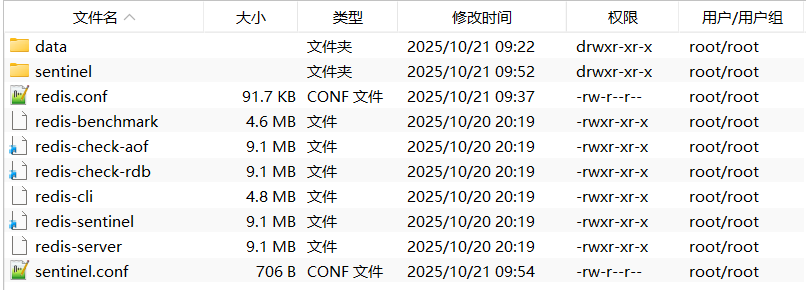 文件名 大小 类型 修改时间 权限 用户/用户组
data 文件夹 2025/10/21 09:22 drwxr-xr-x root/root
sentinel 文件夹 2025/10/21 09:52 drwxr-xr-x root/root
redis.conf 91.7 KB CONF 文件 2025/10/21 09:37 -rw-r--r-- root/root
redis-benchmark 4.6 MB 文件 2025/10/20 20:19 -rwxr-xr-x root/root
redis-check-aof 9.1 MB 文件 2025/10/20 20:19 -rwxr-xr-x root/root
redis-check-rdb 9.1 MB 文件 2025/10/20 20:19 -rwxr-xr-x root/root
redis-cli 4.8 MB 文件 2025/10/20 20:19 -rwxr-xr-x root/root
redis-sentinel 9.1 MB 文件 2025/10/20 20:19 -rwxr-xr-x root/root
redis-server 9.1 MB 文件 2025/10/20 20:19 -rwxr-xr-x root/root
sentinel.conf 706 B CONF 文件 2025/10/21 09:54 -rw-r--r-- root/root